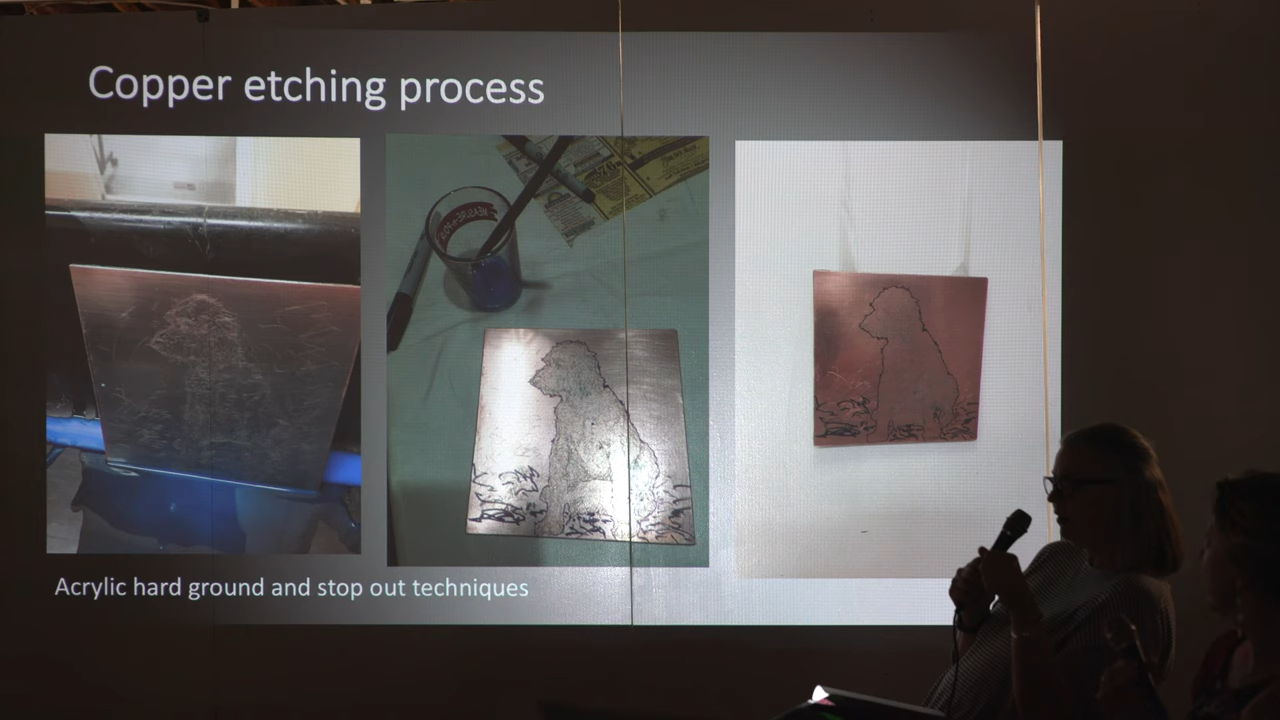 Copper etching process
Acrylic hard ground and stop out techniques